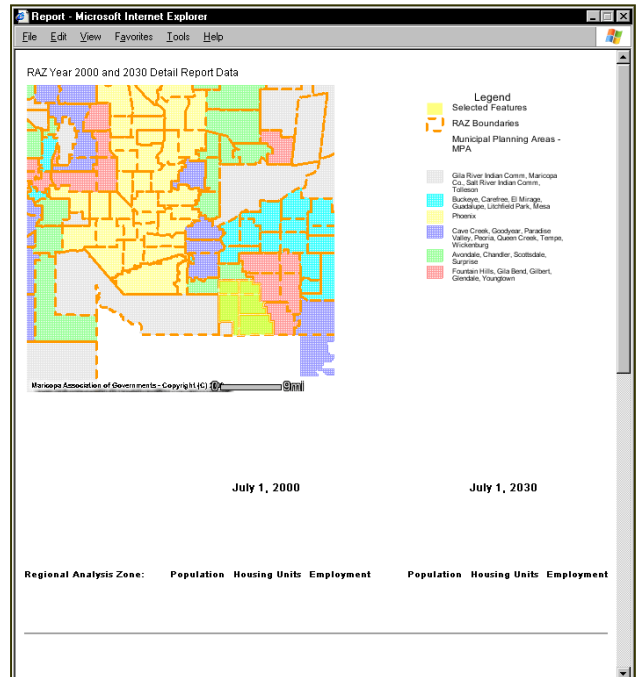 Report - Microsoft Internet Explorer
File Edit View Favorites Tools Help
RAZ Year 2000 and 2030 Detail Report Data
Legend
Selected Features
RAZ Boundaries
Municipal Planning Areas -
MPA
Gila River Indian Comm, Maricopa
Co., Salt River Indian Comm,
Tolleson
Buckeye, Carefree, El Mirage,
Guadalupe, Litchfield Park, Mesa
Phoenix
Cave Creek, Goodyear, Paradise
Valley, Peoria, Queen Creek, Tempe,
Wickenburg
Avondale, Chandler, Scottsdale,
Surprise
Fountain Hills, Gila Bend, Gilbert,
Glendale, Youngtown
Maricopa Association of Governments - Copyright (C)
9mi
July 1, 2000 July 1, 2030
Regional Analysis Zone: Population Housing Units Employment Population Housing Units Employment